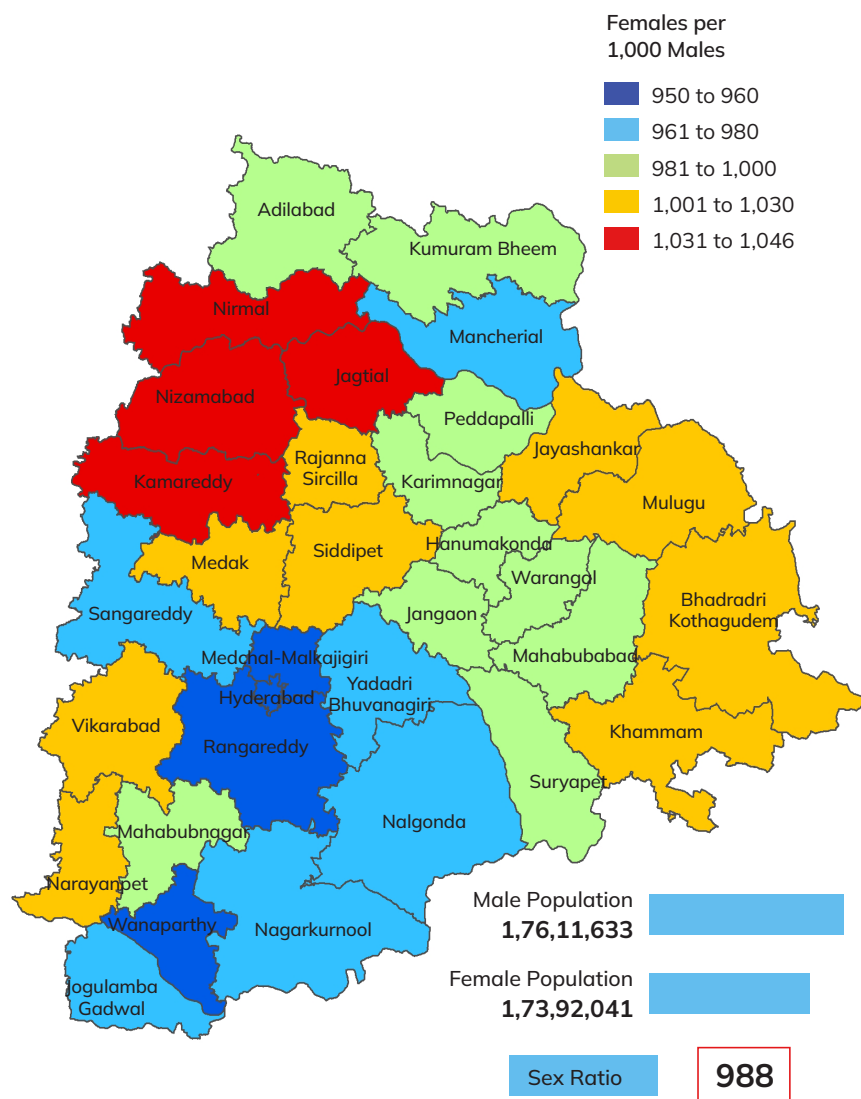 Females per
1,000 Males
950 to 960
961 to 980
981 to 1,000
1,001 to 1,030
1,031 to 1,046
Adilabad
Kumuram Bheem
Nirmal
Mancherial
Jagtial
Nizamabad
Peddapalli
Jayashankar
Rajanna
Sircilla
Kamareddy
Karimnagar
Mulugu
Hanumakonda
Siddipet
Medak
Warangal
Bhadradri
Kothagudem
Sangareddy
Jangaon
Mahabubabad
Medchal-Malkajigiri
Yadadri
Bhuvanagiri
Hyderabad
Vikarabad
Khammam
Rangareddy
Suryapet
Nalgonda
Mahabubnagar
Narayanpet
Wanaparthy
Nagarkurnool
Jogulamba
Gadwal
Male Population
1,76,11,633
Female Population
1,73,92,041
Sex Ratio
988